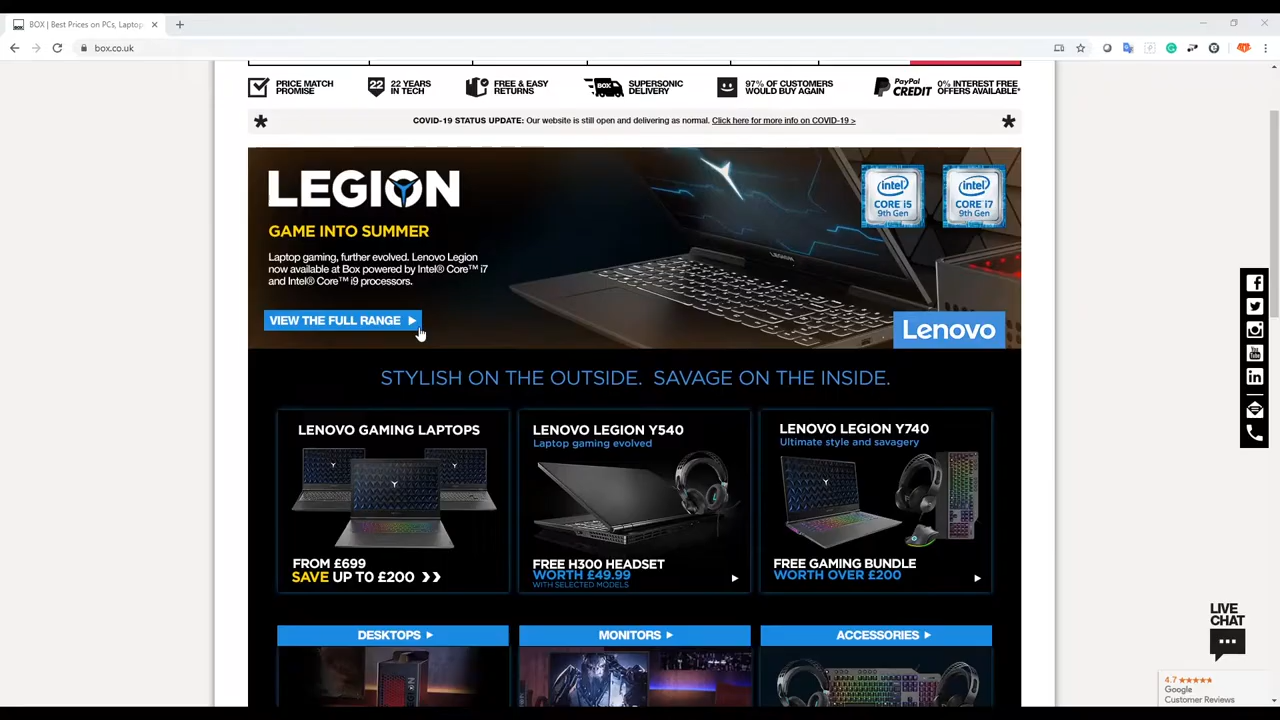 BOX | Best Prices on PCs, Laptop
box.co.uk
PRICE MATCH
PROMISE
22
22 YEARS
IN TECH
FREE & EASY
RETURNS
BOX
SUPERSONIC
DELIVERY
97% OF CUSTOMERS
WOULD BUY AGAIN
PayPal
CREDIT
0% INTEREST FREE
OFFERS AVAILABLE*
COVID-19 STATUS UPDATE: Our website is still open and delivering as normal. Click here for more info on COVID-19 >
LEGION
GAME INTO SUMMER
Laptop gaming, further evolved. Lenovo Legion
now available at Box powered by Intel® Core™ i7
and Intel® Core™ i9 processors.
VIEW THE FULL RANGE
intel
CORE i5
9th Gen
intel
CORE i7
9th Gen
LEGION
Lenovo
STYLISH ON THE OUTSIDE. SAVAGE ON THE INSIDE.
LENOVO GAMING LAPTOPS
FROM £699
SAVE UP TO £200
LENOVO LEGION Y540
Laptop gaming evolved
FREE H300 HEADSET
WORTH £49.99
WITH SELECTED MODELS
LENOVO LEGION Y740
Ultimate style and savagery
FREE GAMING BUNDLE
WORTH OVER £200
DESKTOPS
MONITORS
ACCESSORIES
You
Tube
in
LIVE
CHAT
4.7
Google
Customer Reviews